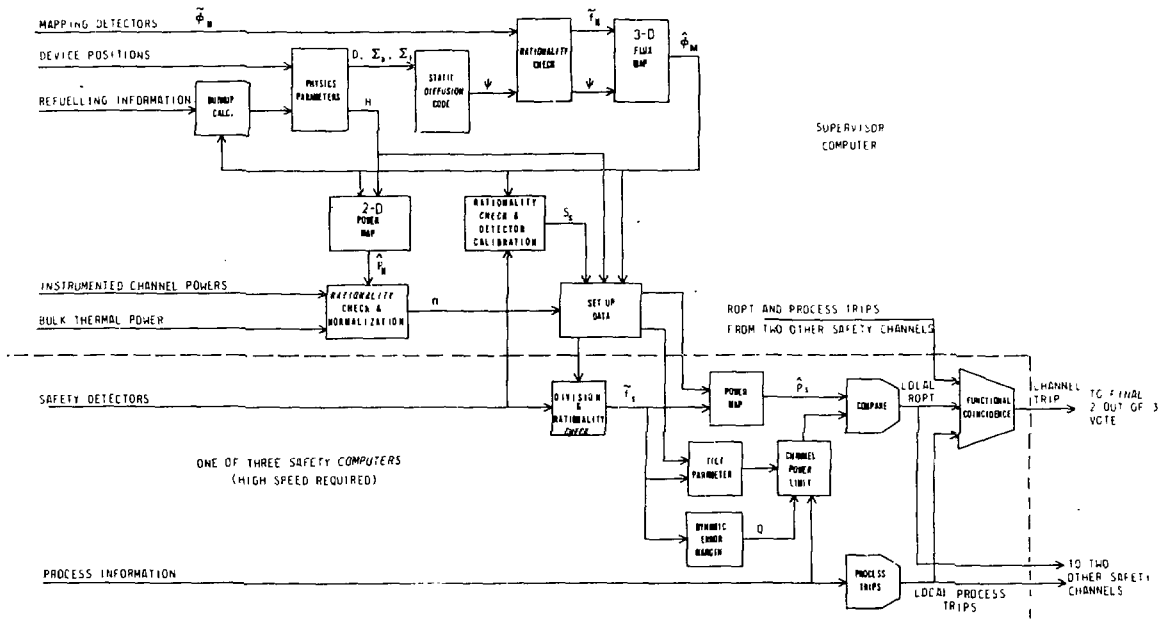 MAPPING DETECTORS
φ̃M
DEVICE POSITIONS
REFUELLING INFORMATION
BURNUP
CALC.
PHYSICS
PARAMETERS
D, Σa, Σf
H
STATIC
DIFFUSION
CODE
ψ
RATIONALITY
CHECK
f̃M
ψ
3-D
FLUX
MAP
φ̂M
SUPERVISOR
COMPUTER
2-D
POWER
MAP
P̂M
RATIONALITY
CHECK &
DETECTOR
CALIBRATION
Ss
INSTRUMENTED CHANNEL POWERS
BULK THERMAL POWER
RATIONALITY
CHECK &
NORMALIZATION
n
SET UP
DATA
ROPT AND PROCESS TRIPS
FROM TWO OTHER SAFETY CHANNELS
SAFETY DETECTORS
DIVISION &
RATIONALITY
CHECK
f̃s
POWER
MAP
P̂s
COMPARE
LOCAL
ROPT
FUNCTIONAL
COINCIDENCE
CHANNEL
TRIP
TO FINAL
2 OUT OF 3
VOTE
ONE OF THREE SAFETY COMPUTERS
(HIGH SPEED REQUIRED)
TILT
PARAMETER
CHANNEL
POWER
LIMIT
DYNAMIC
ERROR
MARGIN
Q
PROCESS INFORMATION
PROCESS
TRIPS
LOCAL PROCESS
TRIPS
TO TWO
OTHER SAFETY
CHANNELS